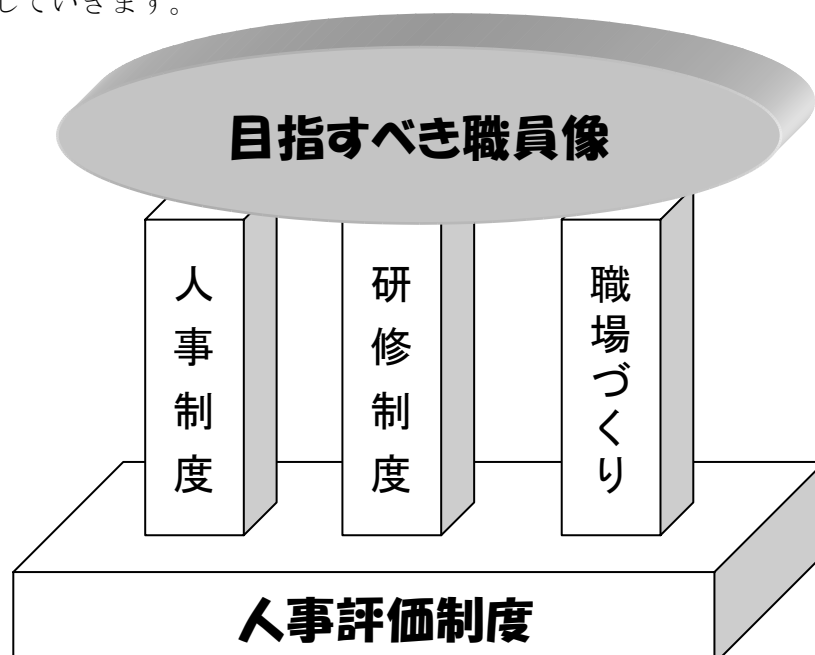 していきます。
目指すべき職員像
人事制度
研修制度
職場づくり
人事評価制度